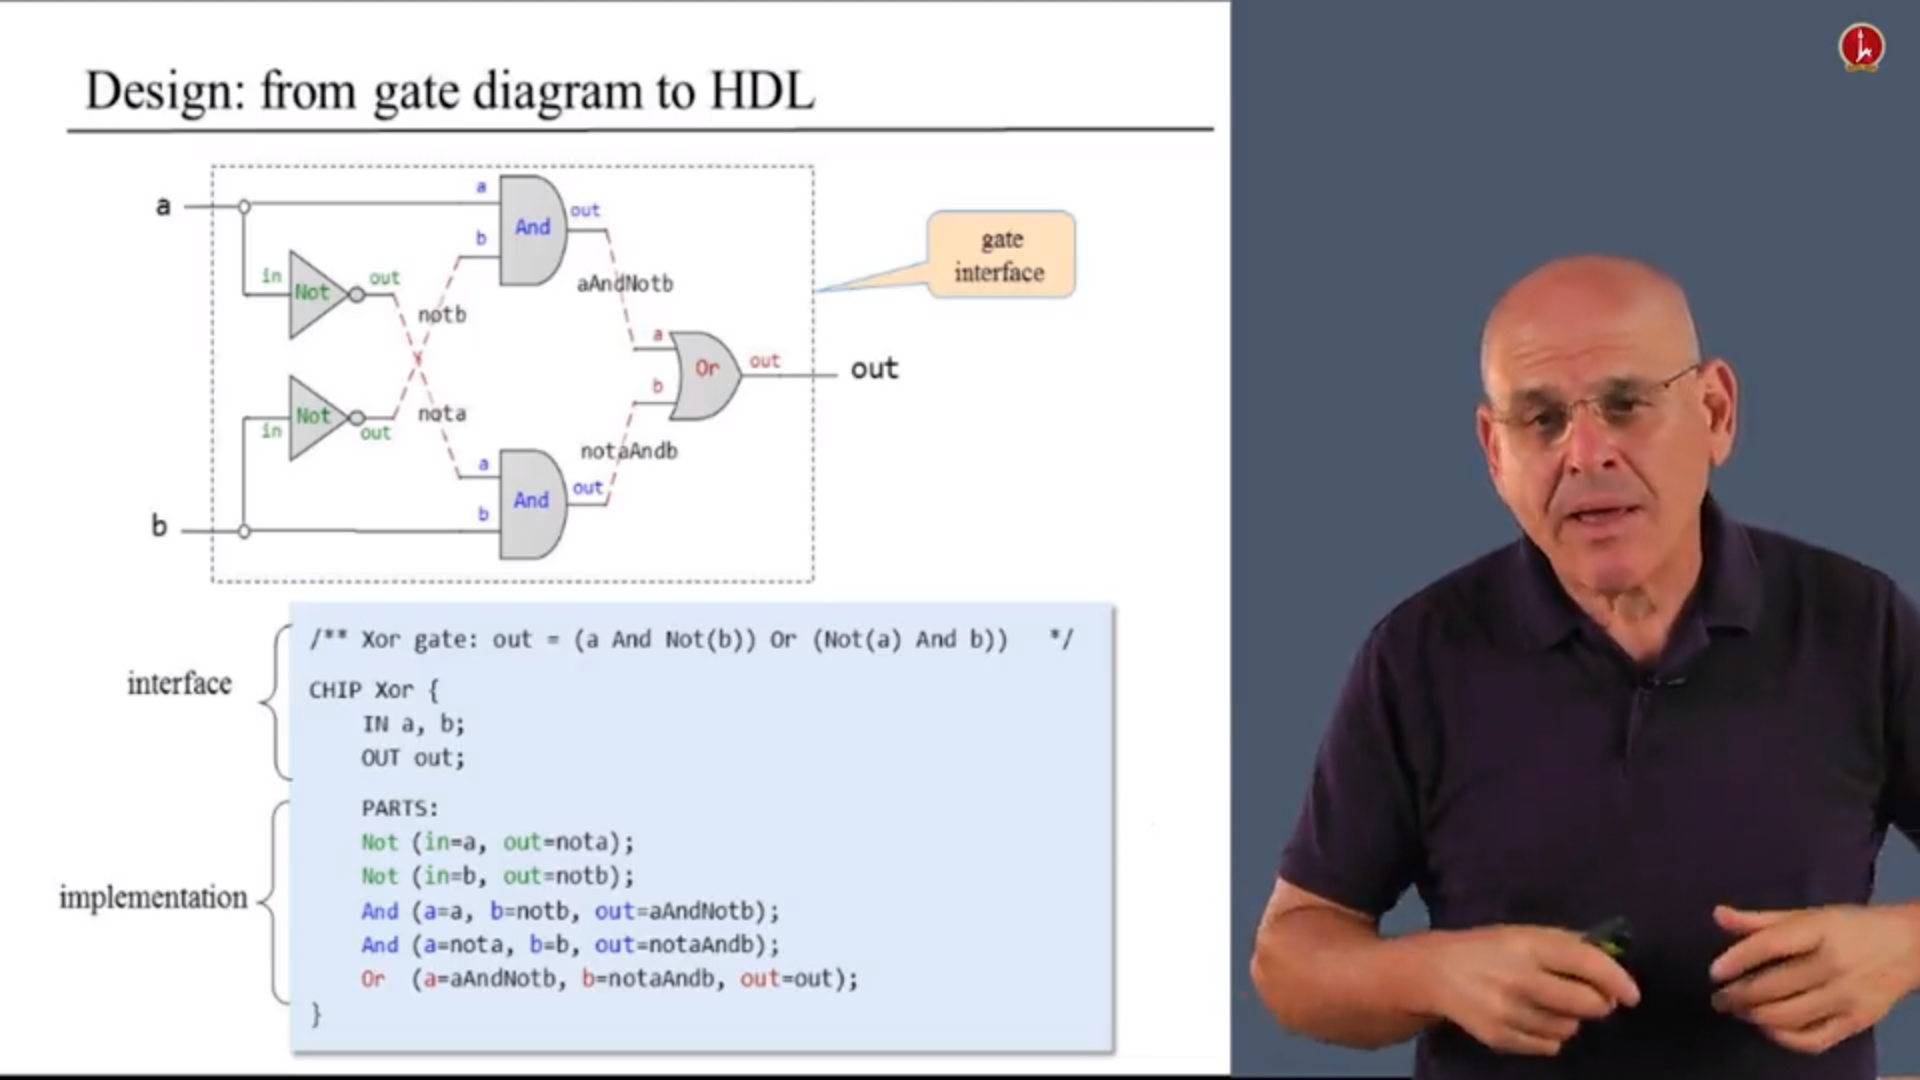 Design: from gate diagram to HDL
a
in
Not
out
notb
a
b
And
out
aAndNotb
gate
interface
a
b
Or
out
out
Not
in
out
nota
a
b
And
out
notaAndb
b
interface
/** Xor gate: out = (a And Not(b)) Or (Not(a) And b)) */
CHIP Xor {
IN a, b;
OUT out;
implementation
PARTS:
Not (in=a, out=nota);
Not (in=b, out=notb);
And (a=a, b=notb, out=aAndNotb);
And (a=nota, b=b, out=notaAndb);
Or (a=aAndNotb, b=notaAndb, out=out);
}